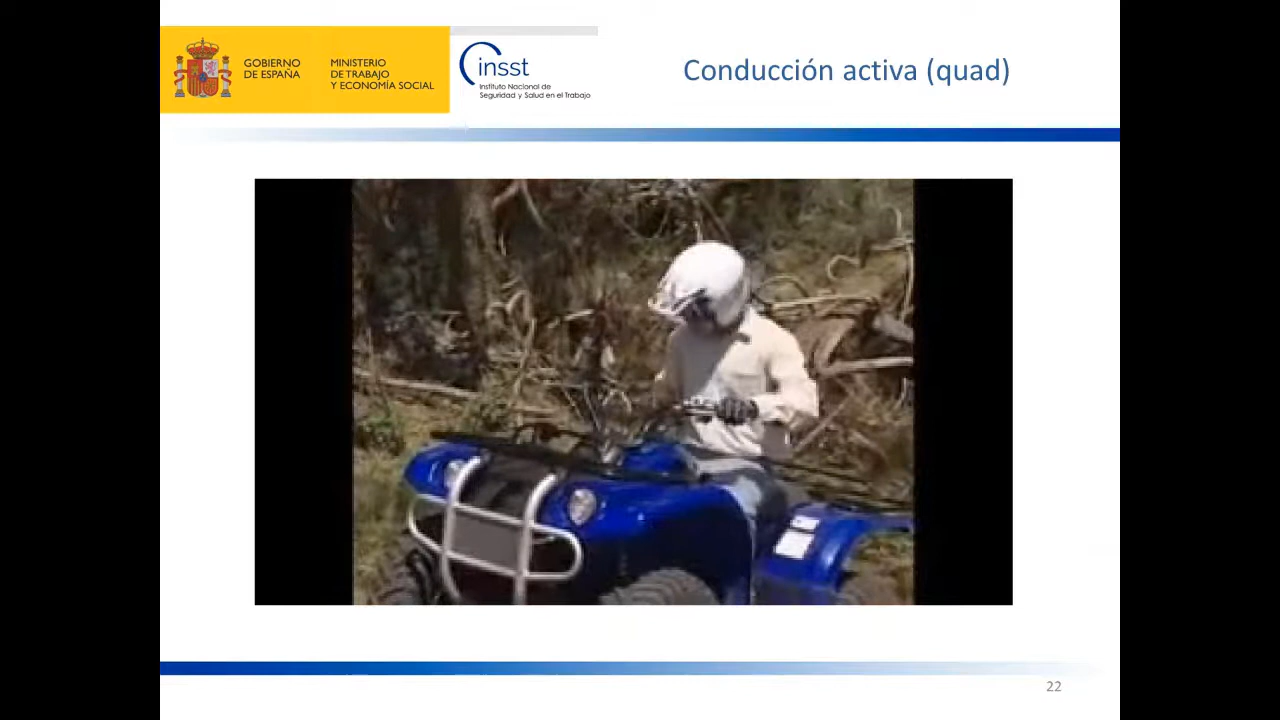 GOBIERNO
DE ESPAÑA
MINISTERIO
DE TRABAJO
Y ECONOMÍA SOCIAL
insst
Instituto Nacional de
Seguridad y Salud en el Trabajo
Conducción activa (quad)
22